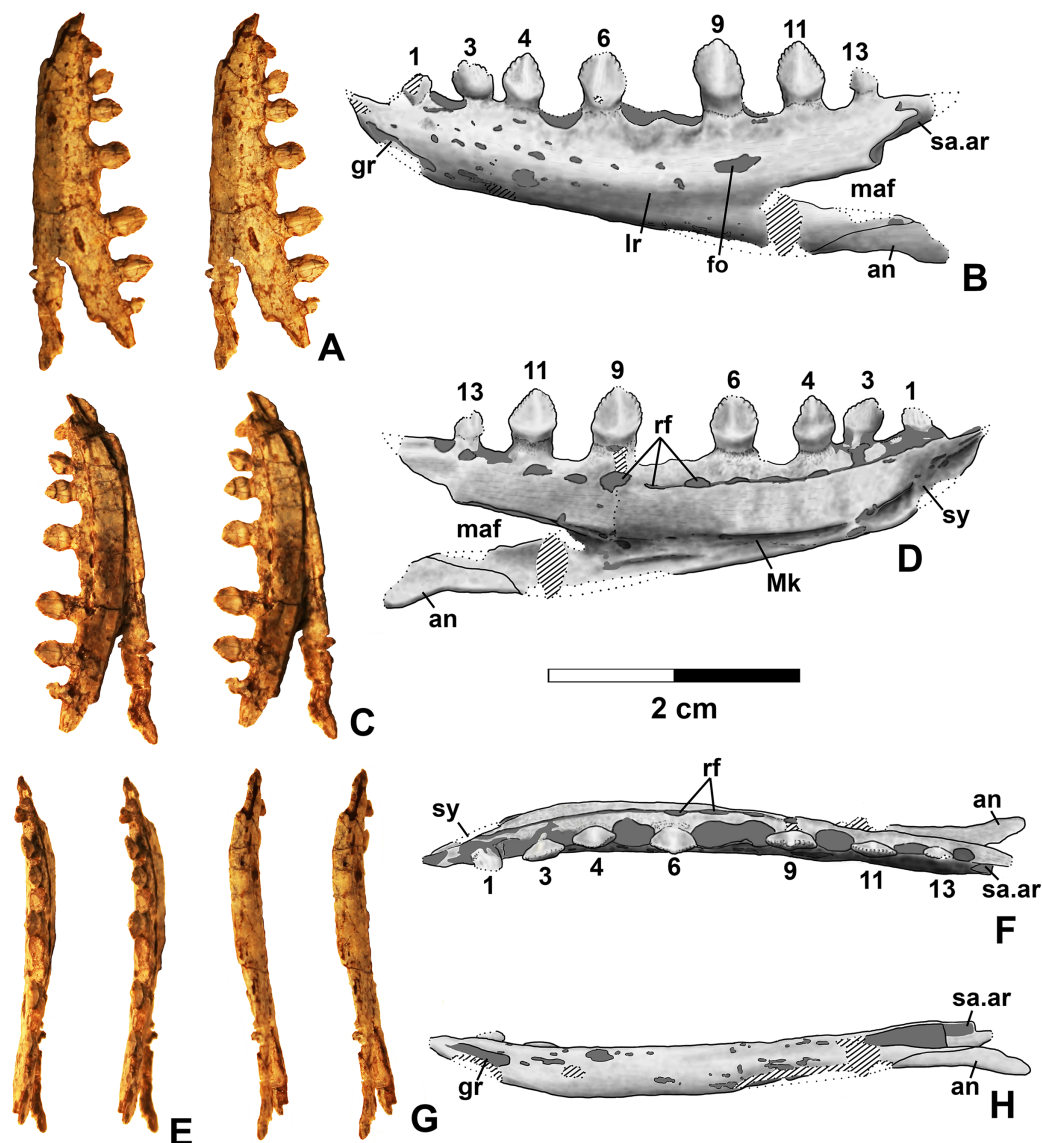 1 3 4 6 9 11 13
gr
lr
fo
maf
sa.ar
an
A
B
13 11 9 6 4 3 1
rf
maf
sy
an
Mk
C
D
2 cm
rf
an
sy
1 3 4 6 9 11 13
sa.ar
F
sa.ar
gr
an
E
G
H